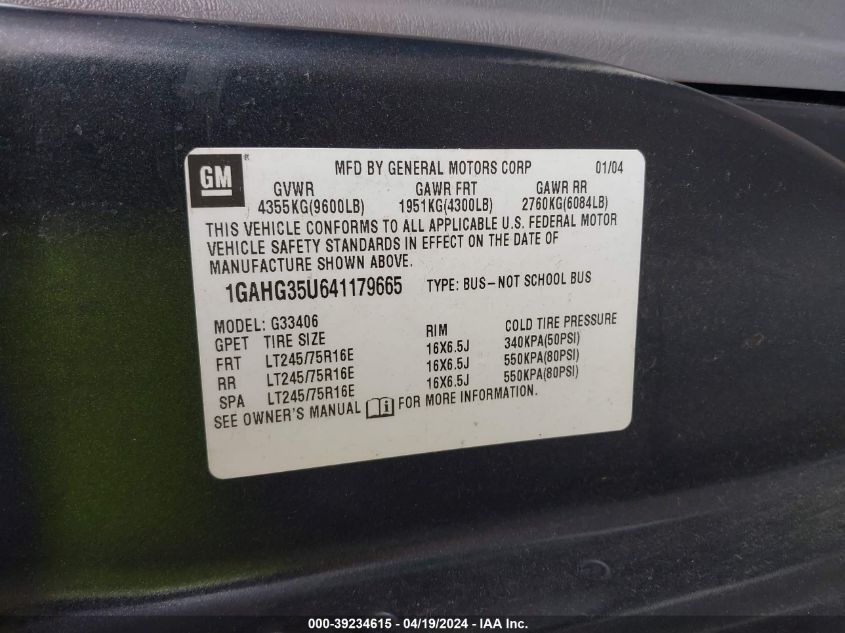 GM
MFD BY GENERAL MOTORS CORP 01/04
GVWR GAWR FRT GAWR RR
4355KG(9600LB) 1951KG(4300LB) 2760KG(6084LB)
THIS VEHICLE CONFORMS TO ALL APPLICABLE U.S. FEDERAL MOTOR
VEHICLE SAFETY STANDARDS IN EFFECT ON THE DATE OF
MANUFACTURE SHOWN ABOVE.
1GAHG35U641179665 TYPE: BUS-NOT SCHOOL BUS
MODEL: G33406
GPET TIRE SIZE RIM COLD TIRE PRESSURE
FRT LT245/75R16E 16X6.5J 340KPA(50PSI)
RR LT245/75R16E 16X6.5J 550KPA(80PSI)
SPA LT245/75R16E 16X6.5J 550KPA(80PSI)
SEE OWNER'S MANUAL FOR MORE INFORMATION.
000-39234615 - 04/19/2024 - IAA Inc.